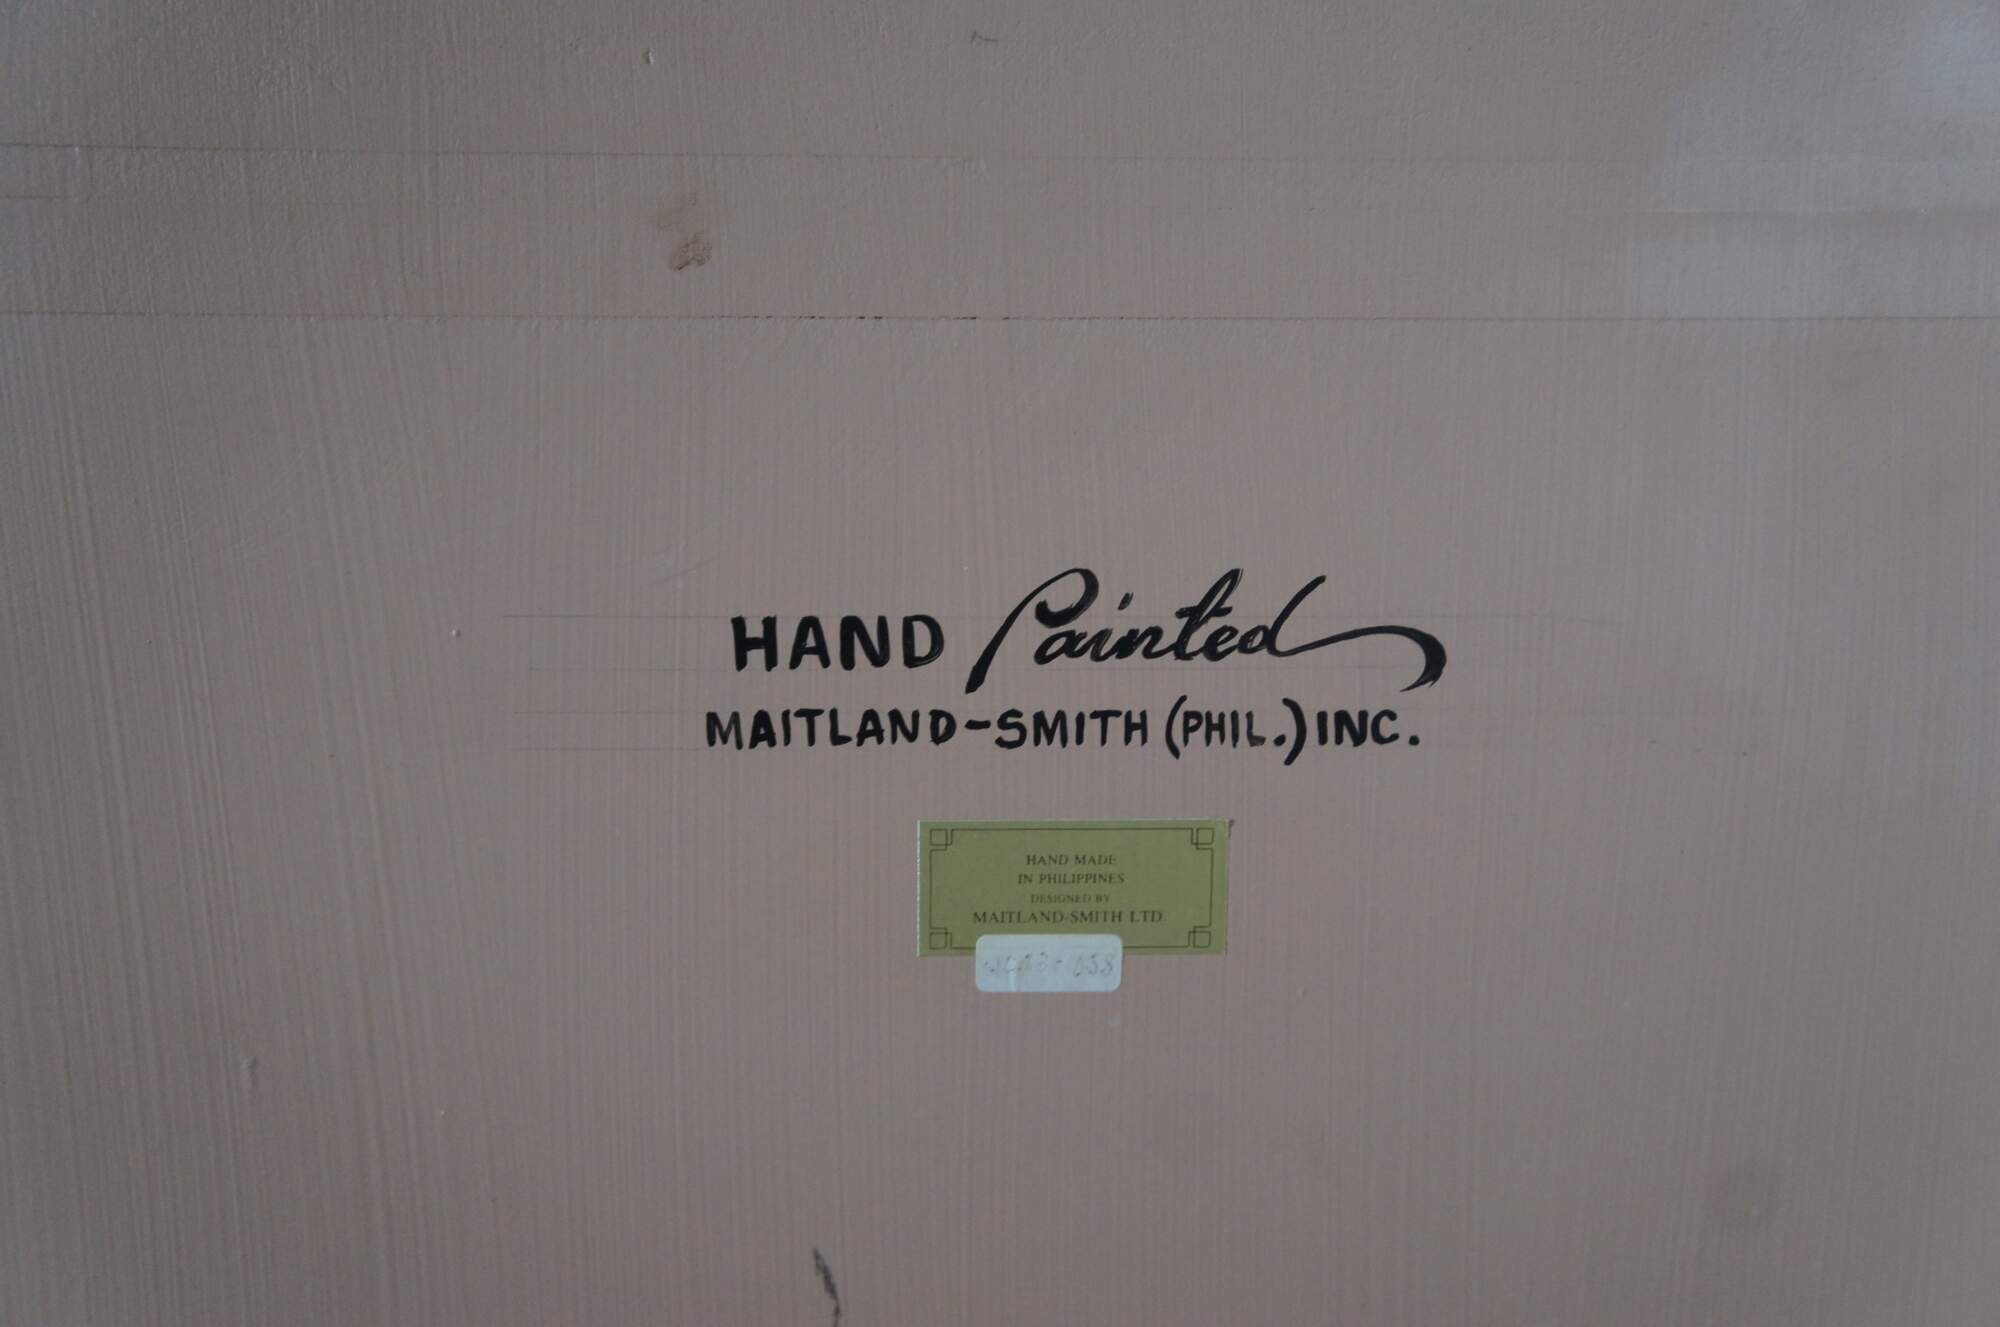 HAND Painted
MAITLAND-SMITH (PHIL.) INC.
HAND MADE
IN PHILIPPINES
DESIGNED BY
MAITLAND-SMITH LTD